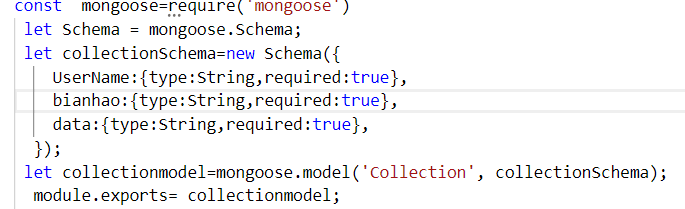 const  mongoose=require('mongoose')
let Schema = mongoose.Schema;
let collectionSchema=new Schema({
UserName:{type:String,required:true},
bianhao:{type:String,required:true},
data:{type:String,required:true},
});
let collectionmodel=mongoose.model('Collection', collectionSchema);
module.exports= collectionmodel;